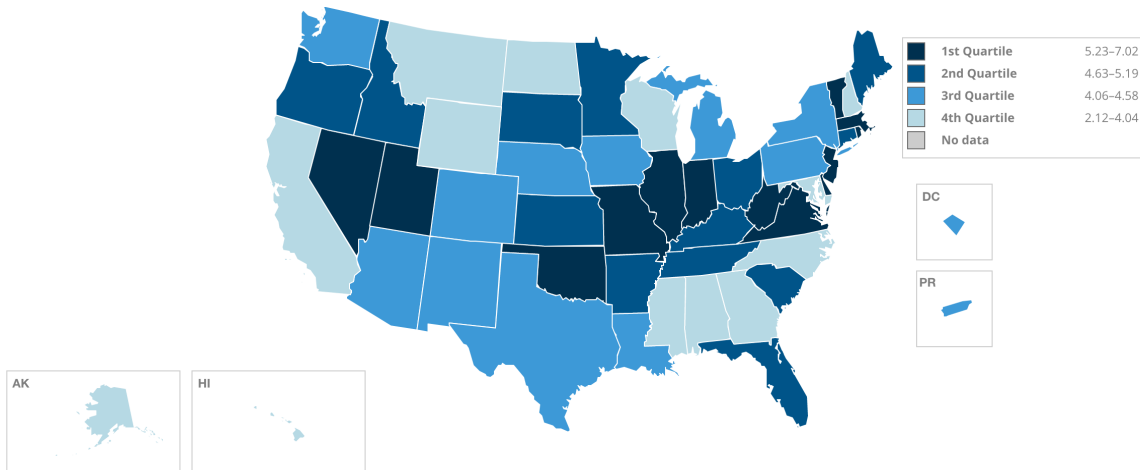 1st Quartile 5.23–7.02
2nd Quartile 4.63–5.19
3rd Quartile 4.06–4.58
4th Quartile 2.12–4.04
No data
DC
PR
AK
HI